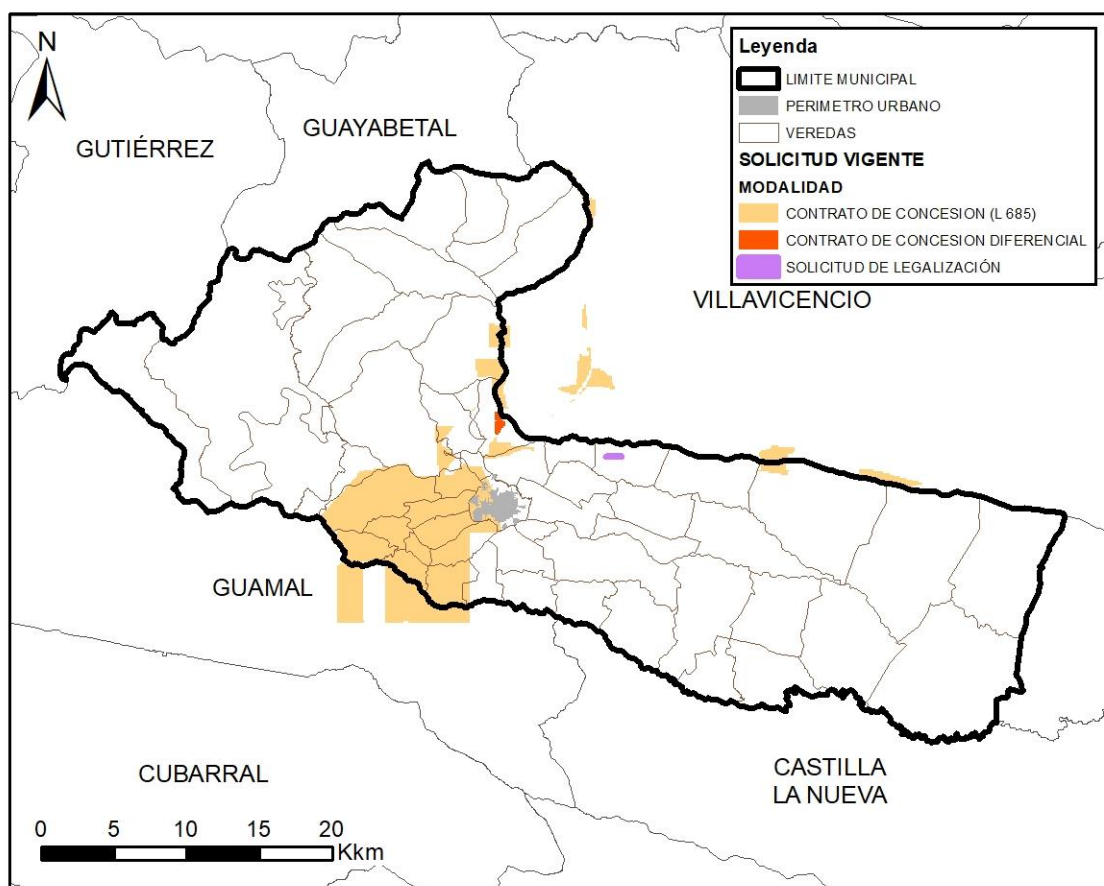 N
GUTIÉRREZ
GUAYABETAL
Leyenda
LIMITE MUNICIPAL
PERIMETRO URBANO
VEREDAS
SOLICITUD VIGENTE
MODALIDAD
CONTRATO DE CONCESION (L 685)
CONTRATO DE CONCESION DIFERENCIAL
SOLICITUD DE LEGALIZACIÓN
VILLAVICENCIO
GUAMAL
CUBARRAL
CASTILLA
LA NUEVA
0 5 10 15 20
Kkm